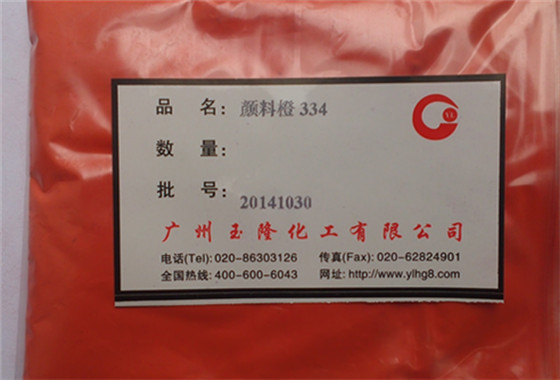 品 名：颜料橙 334
YL
数 量：
批 号：20141030
广州玉隆化工有限公司
电话(Tel): 020-86303126 传真(Fax): 020-62824901
全国热线: 400-600-6043 网址: http://www.ylhg8.com